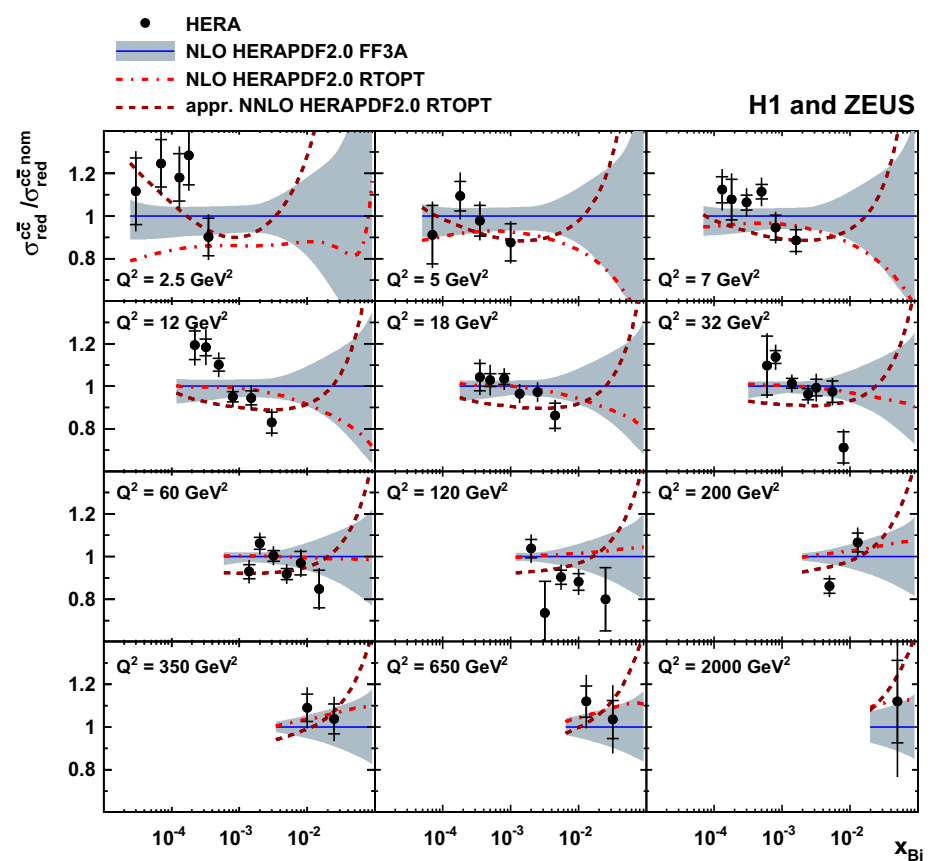 HERA
NLO HERAPDF2.0 FF3A
NLO HERAPDF2.0 RTOPT
appr. NNLO HERAPDF2.0 RTOPT
H1 and ZEUS
σ_red^cc̄ /σ_red^cc̄ nom
1.2
1
0.8
Q² = 2.5 GeV²
Q² = 5 GeV²
Q² = 7 GeV²
Q² = 12 GeV²
Q² = 18 GeV²
Q² = 32 GeV²
1.2
1
0.8
Q² = 60 GeV²
Q² = 120 GeV²
Q² = 200 GeV²
1.2
1
0.8
Q² = 350 GeV²
Q² = 650 GeV²
Q² = 2000 GeV²
1.2
1
0.8
10⁻⁴ 10⁻³ 10⁻² 10⁻⁴ 10⁻³ 10⁻² 10⁻⁴ 10⁻³ 10⁻²
x_Bj